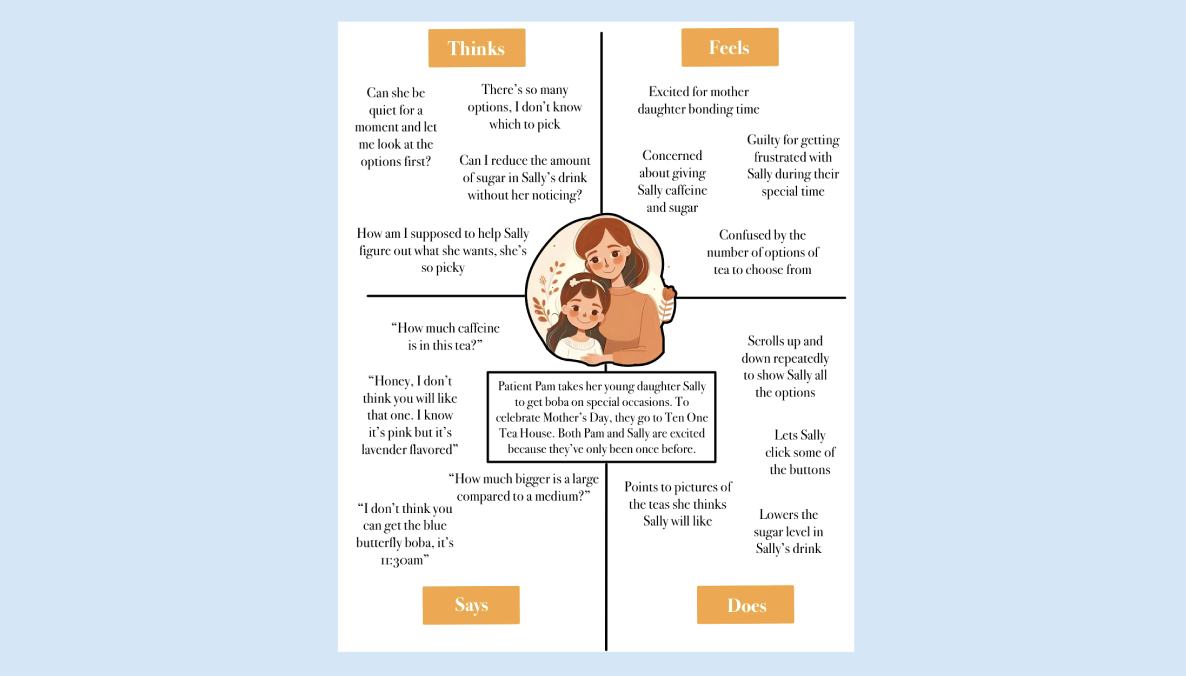 Thinks
Can she be
quiet for a
moment and let
me look at the
options first?
There's so many
options, I don't know
which to pick
Can I reduce the amount
of sugar in Sally's drink
without her noticing?
How am I supposed to help Sally
figure out what she wants, she's
so picky
Feels
Excited for mother
daughter bonding time
Guilty for getting
frustrated with
Sally during their
special time
Concerned
about giving
Sally caffeine
and sugar
Confused by the
number of options of
tea to choose from
Patient Pam takes her young daughter Sally
to get boba on special occasions. To
celebrate Mother's Day, they go to Ten One
Tea House. Both Pam and Sally are excited
because they've only been once before.
“How much caffeine
is in this tea?”
“Honey, I don't
think you will like
that one. I know
it's pink but it's
lavender flavored”
“How much bigger is a large
compared to a medium?”
“I don't think you
can get the blue
butterfly boba, it's
11:30am”
Says
Scrolls up and
down repeatedly
to show Sally all
the options
Lets Sally
click some of
the buttons
Points to pictures of
the teas she thinks
Sally will like
Lowers the
sugar level in
Sally's drink
Does